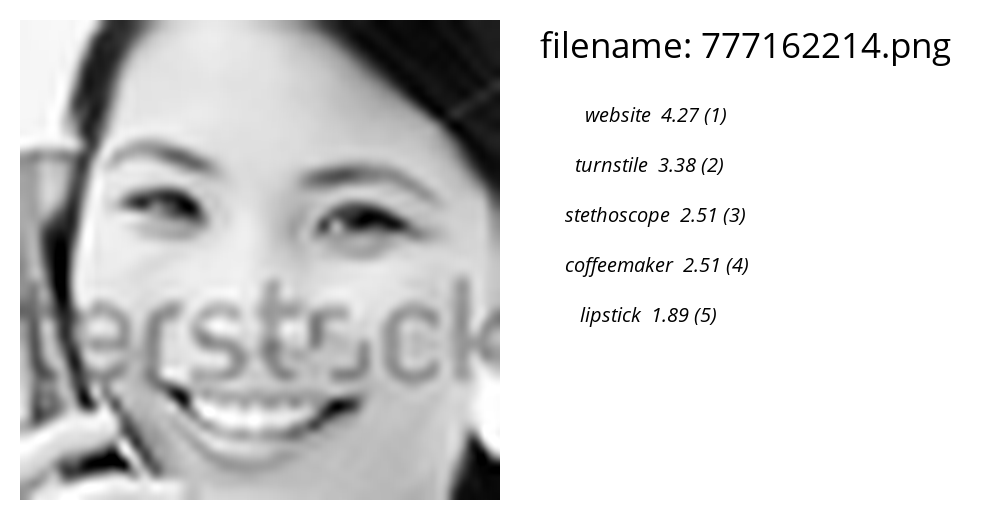 filename: 777162214.png
website 4.27 (1)
turnstile 3.38 (2)
stethoscope 2.51 (3)
coffeemaker 2.51 (4)
lipstick 1.89 (5)
terstock